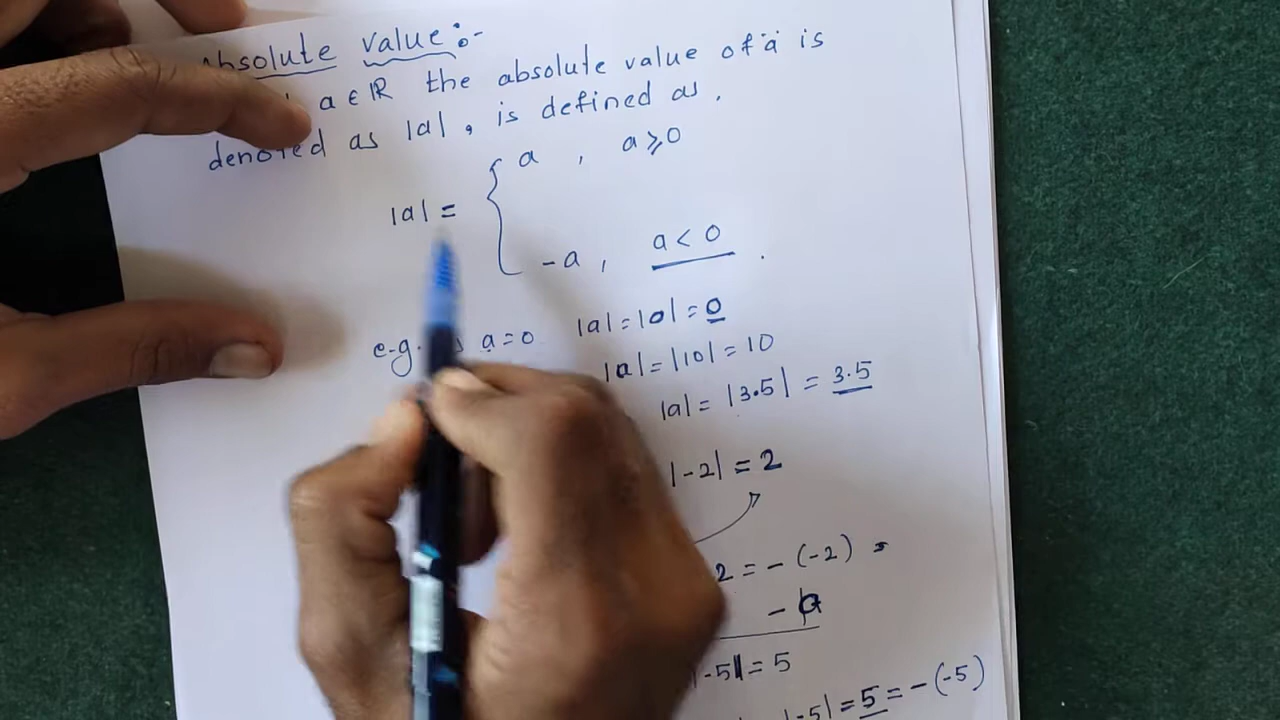 absolute value :-
a ∈ ℝ the absolute value of 'a' is
denoted as |a|, is defined as,
|a| = { a , a ⩾ 0
-a , a < 0 .
e.g. a = 0 |a| = |0| = 0
|a| = |10| = 10
|a| = |3.5| = 3.5
|-2| = 2
2 = -(-2) =
- a
|-5| = 5
|-5| = 5 = -(-5)